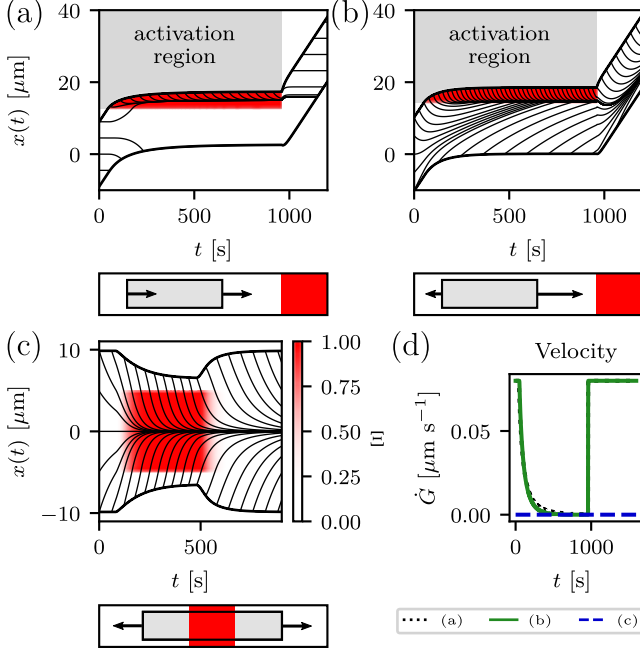 (a)
activation
region
40
20
0
x(t) [μm]
0
500
1000
t [s]
(b)
activation
region
40
20
0
0
500
1000
t [s]
(c)
10
0
−10
x(t) [μm]
0
500
t [s]
1.00
0.75
0.50
0.25
0.00
Ξ
(d)
Velocity
0.05
0.00
Ġ [μm s⁻¹]
0
1000
t [s]
(a)
(b)
(c)